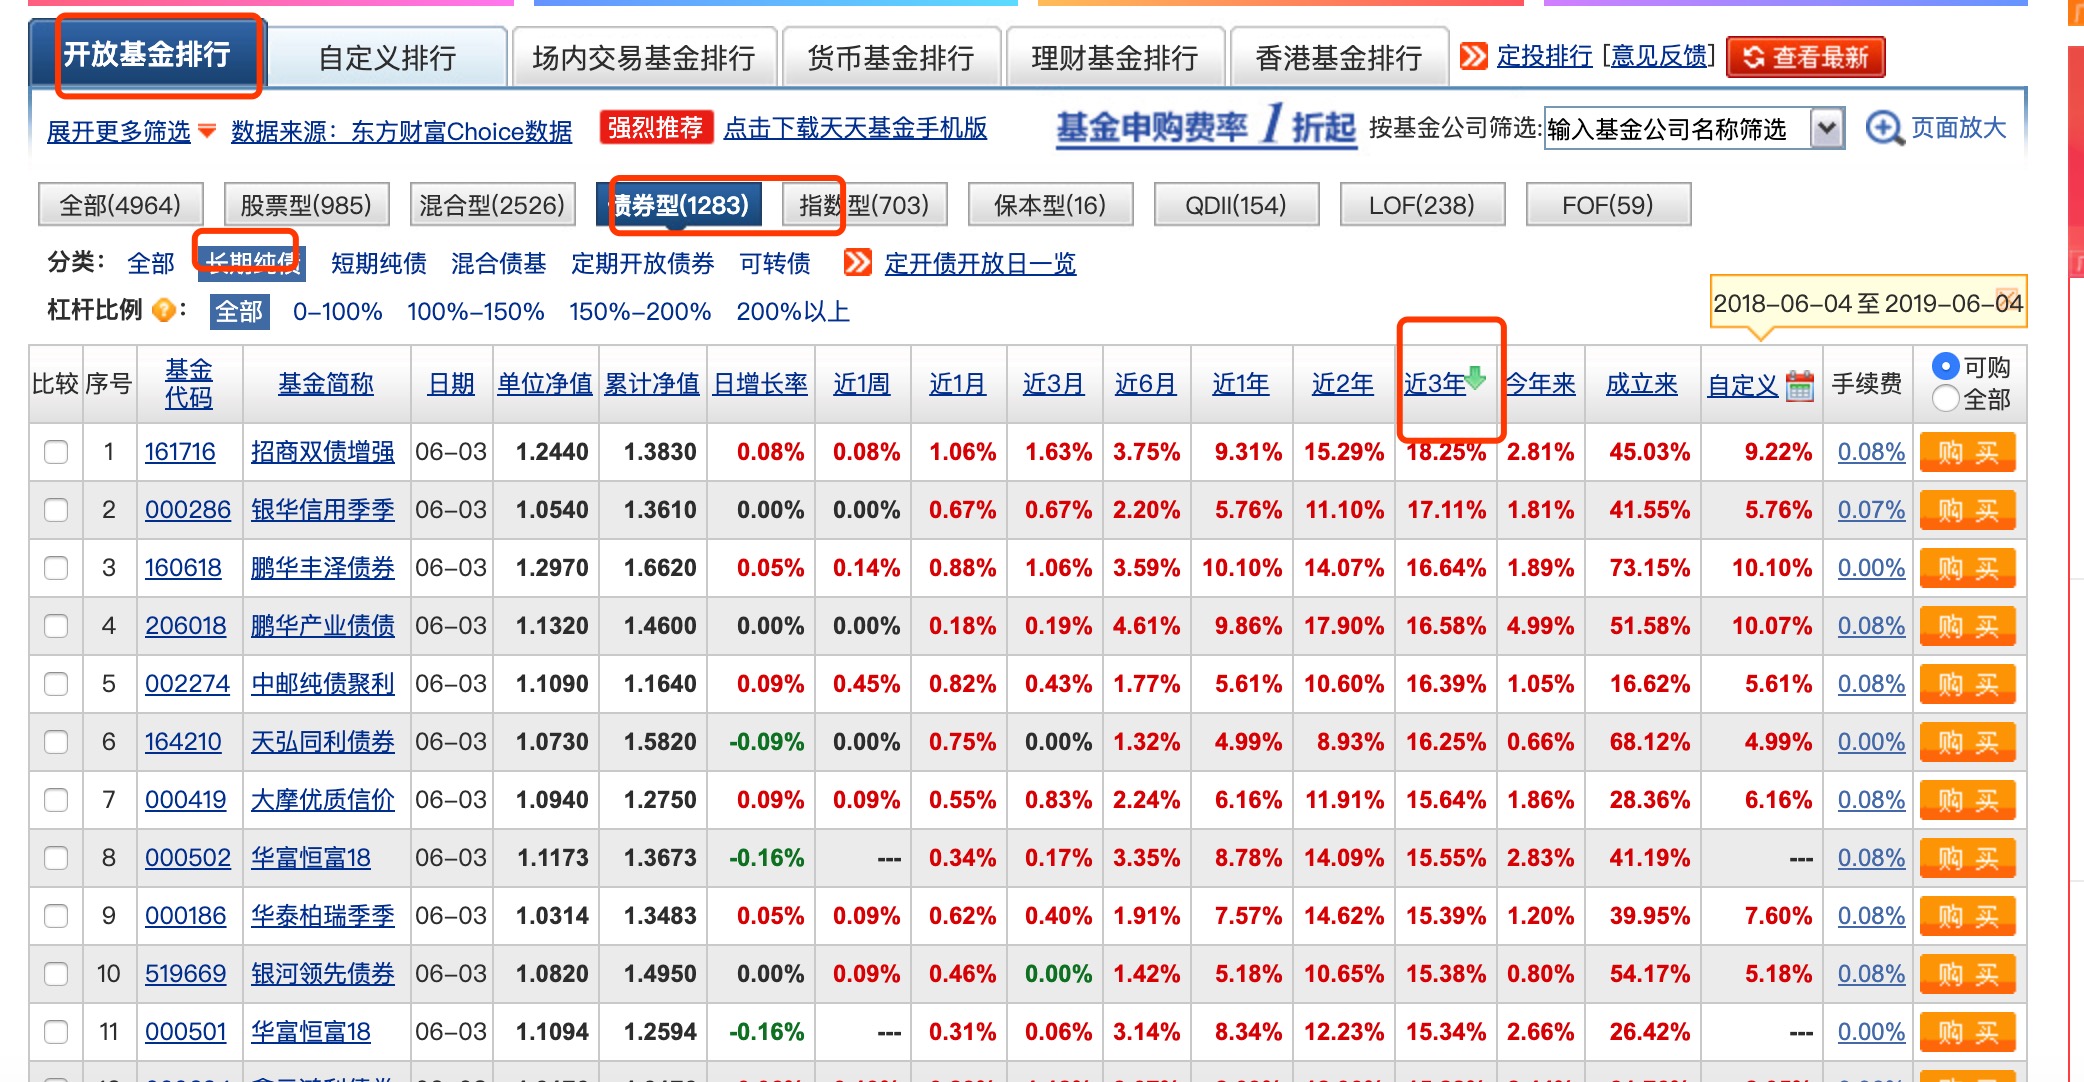 开放基金排行 自定义排行 场内交易基金排行 货币基金排行 理财基金排行 香港基金排行 定投排行 [意见反馈] 查看最新
展开更多筛选 数据来源：东方财富Choice数据 强烈推荐 点击下载天天基金手机版 基金申购费率1折起 按基金公司筛选: 输入基金公司名称筛选 页面放大
全部(4964) 股票型(985) 混合型(2526) 债券型(1283) 指数型(703) 保本型(16) QDII(154) LOF(238) FOF(59)
分类： 全部 长期纯债 短期纯债 混合债基 定期开放债券 可转债 定开债开放日一览
杠杆比例 ? ： 全部 0-100% 100%-150% 150%-200% 200%以上
2018-06-04 至 2019-06-04
比较 序号 基金代码 基金简称 日期 单位净值 累计净值 日增长率 近1周 近1月 近3月 近6月 近1年 近2年 近3年 今年来 成立来 自定义 手续费 可购 全部
1 161716 招商双债增强 06-03 1.2440 1.3830 0.08% 0.08% 1.06% 1.63% 3.75% 9.31% 15.29% 18.25% 2.81% 45.03% 9.22% 0.08% 购买
2 000286 银华信用季季 06-03 1.0540 1.3610 0.00% 0.00% 0.67% 0.67% 2.20% 5.76% 11.10% 17.11% 1.81% 41.55% 5.76% 0.07% 购买
3 160618 鹏华丰泽债券 06-03 1.2970 1.6620 0.05% 0.14% 0.88% 1.06% 3.59% 10.10% 14.07% 16.64% 1.89% 73.15% 10.10% 0.00% 购买
4 206018 鹏华产业债债 06-03 1.1320 1.4600 0.00% 0.00% 0.18% 0.19% 4.61% 9.86% 17.90% 16.58% 4.99% 51.58% 10.07% 0.08% 购买
5 002274 中邮纯债聚利 06-03 1.1090 1.1640 0.09% 0.45% 0.82% 0.43% 1.77% 5.61% 10.60% 16.39% 1.05% 16.62% 5.61% 0.08% 购买
6 164210 天弘同利债券 06-03 1.0730 1.5820 -0.09% 0.00% 0.75% 0.00% 1.32% 4.99% 8.93% 16.25% 0.66% 68.12% 4.99% 0.00% 购买
7 000419 大摩优质信价 06-03 1.0940 1.2750 0.09% 0.09% 0.55% 0.83% 2.24% 6.16% 11.91% 15.64% 1.86% 28.36% 6.16% 0.08% 购买
8 000502 华富恒富18 06-03 1.1173 1.3673 -0.16% --- 0.34% 0.17% 3.35% 8.78% 14.09% 15.55% 2.83% 41.19% --- 0.08% 购买
9 000186 华泰柏瑞季季 06-03 1.0314 1.3483 0.05% 0.09% 0.62% 0.40% 1.91% 7.57% 14.62% 15.39% 1.20% 39.95% 7.60% 0.08% 购买
10 519669 银河领先债券 06-03 1.0820 1.4950 0.00% 0.09% 0.46% 0.00% 1.42% 5.18% 10.65% 15.38% 0.80% 54.17% 5.18% 0.08% 购买
11 000501 华富恒富18 06-03 1.1094 1.2594 -0.16% --- 0.31% 0.06% 3.14% 8.34% 12.23% 15.34% 2.66% 26.42% --- 0.00% 购买